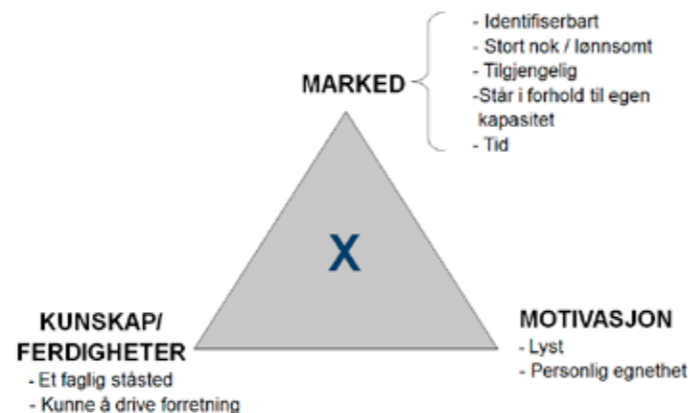 - Identifiserbart
- Stort nok / lønnsomt
MARKED
- Tilgjengelig
-Står i forhold til egen
kapasitet
- Tid
X
KUNSKAP/
FERDIGHETER
- Et faglig ståsted
- Kunne å drive forretning
MOTIVASJON
- Lyst
- Personlig egnethet